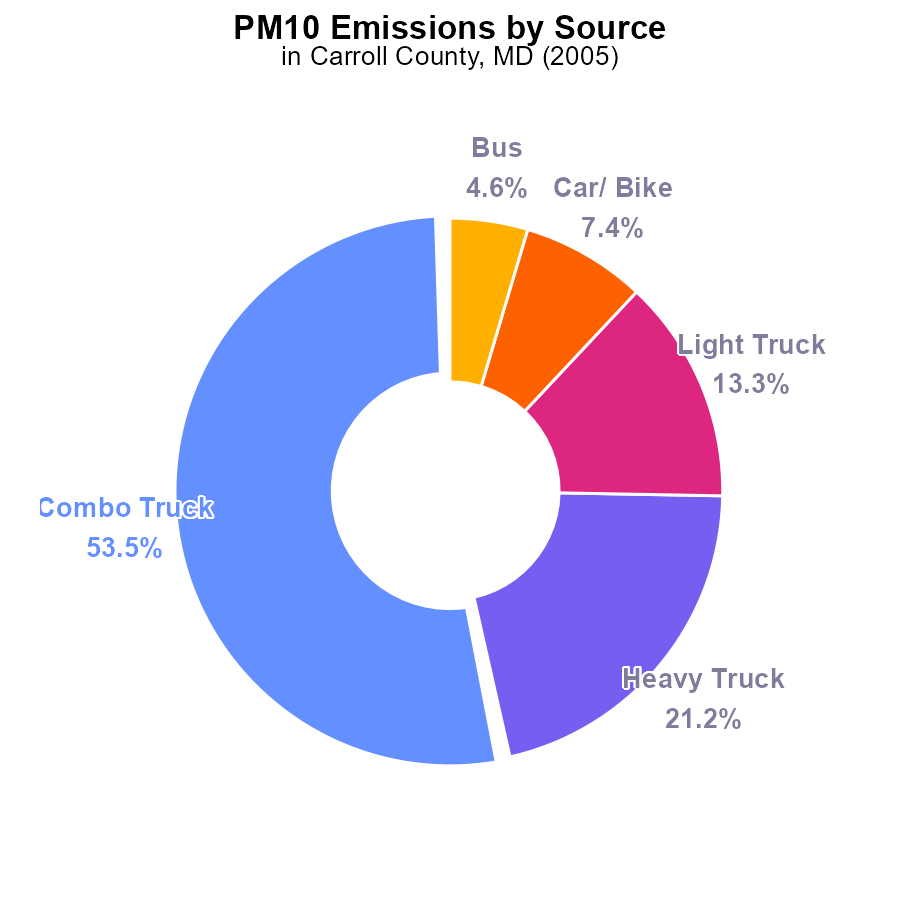 PM10 Emissions by Source
in Carroll County, MD (2005)
Bus
4.6%
Car/ Bike
7.4%
Light Truck
13.3%
Combo Truck
53.5%
Heavy Truck
21.2%